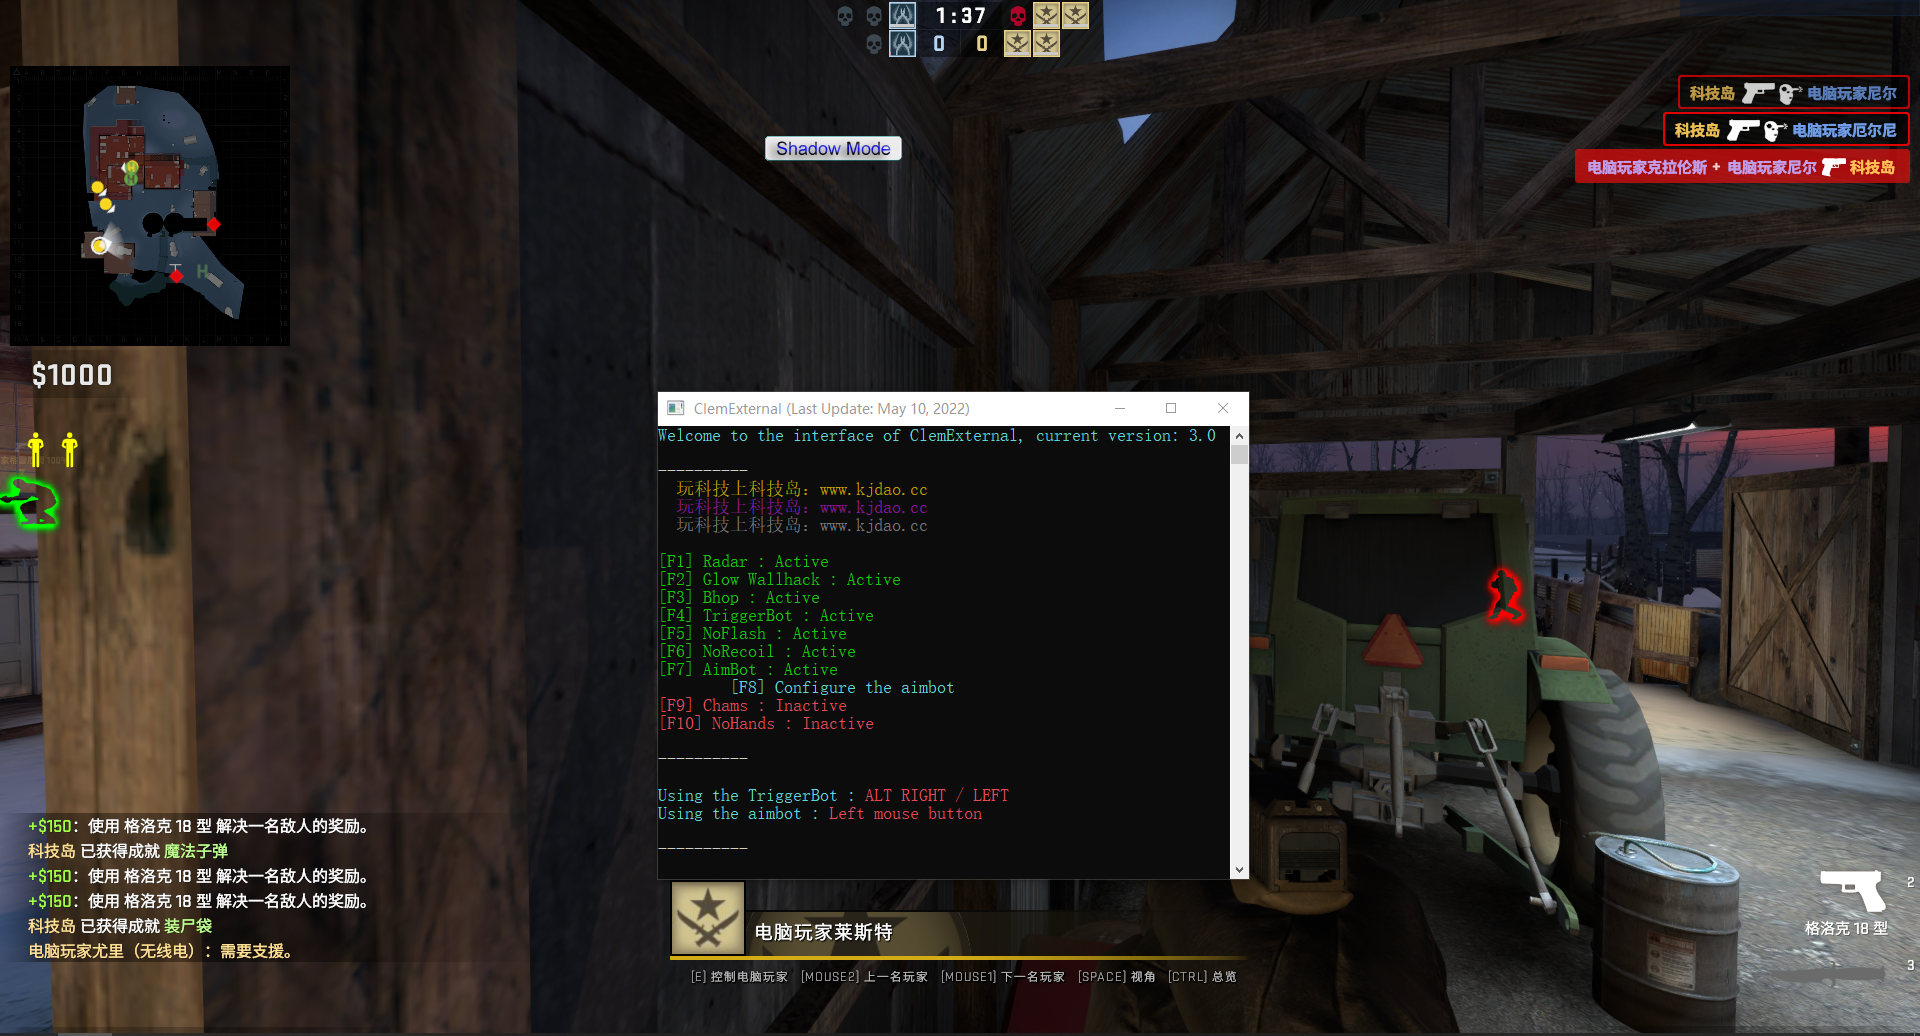 1:37
0 0
科技岛 电脑玩家尼尔
科技岛 电脑玩家厄尔尼
电脑玩家克拉伦斯 + 电脑玩家尼尔 科技岛
Shadow Mode
H
H
$1000
ClemExternal (Last Update: May 10, 2022)
Welcome to the interface of ClemExternal, current version: 3.0
----------
玩科技上科技岛: www.kjdao.cc
玩科技上科技岛: www.kjdao.cc
玩科技上科技岛: www.kjdao.cc
[F1] Radar : Active
[F2] Glow Wallhack : Active
[F3] Bhop : Active
[F4] TriggerBot : Active
[F5] NoFlash : Active
[F6] NoRecoil : Active
[F7] AimBot : Active
[F8] Configure the aimbot
[F9] Chams : Inactive
[F10] NoHands : Inactive
----------
Using the TriggerBot : ALT RIGHT / LEFT
Using the aimbot : Left mouse button
----------
+$150：使用 格洛克 18 型 解决一名敌人的奖励。
科技岛 已获得成就 魔法子弹
+$150：使用 格洛克 18 型 解决一名敌人的奖励。
+$150：使用 格洛克 18 型 解决一名敌人的奖励。
科技岛 已获得成就 装尸袋
电脑玩家尤里（无线电）：需要支援。
电脑玩家莱斯特
[E] 控制电脑玩家 [MOUSE2] 上一名玩家 [MOUSE1] 下一名玩家 [SPACE] 视角 [CTRL] 总览
2
格洛克 18 型
3